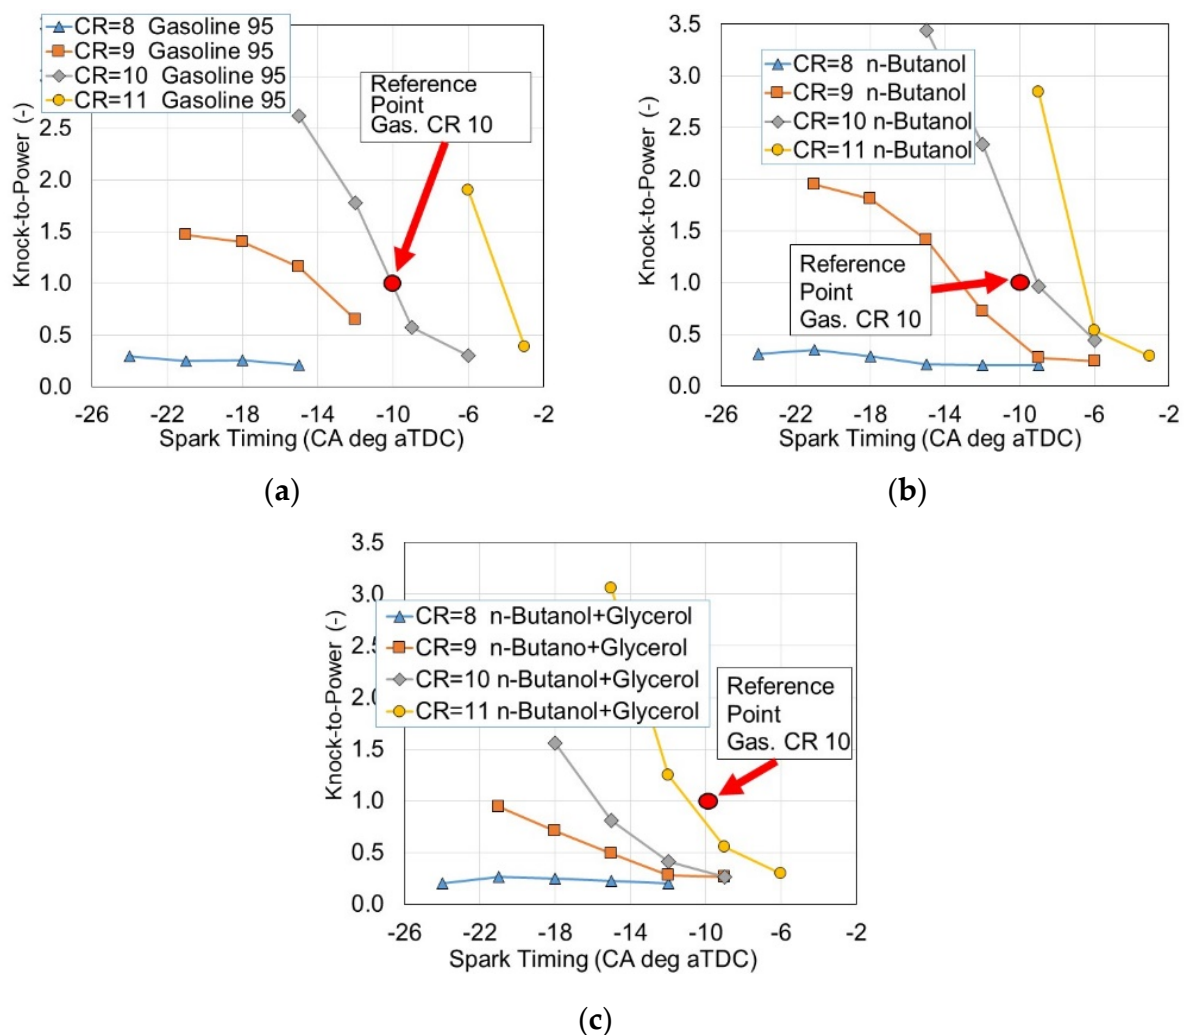 CR=8 Gasoline 95
CR=9 Gasoline 95
CR=10 Gasoline 95
CR=11 Gasoline 95
Reference
Point
Gas. CR 10
Knock-to-Power (-)
2.5
2.0
1.5
1.0
0.5
0.0
-26 -22 -18 -14 -10 -6 -2
Spark Timing (CA deg aTDC)
(a)
3.5
3.0
2.5
2.0
1.5
1.0
0.5
0.0
Knock-to-Power (-)
CR=8 n-Butanol
CR=9 n-Butanol
CR=10 n-Butanol
CR=11 n-Butanol
Reference
Point
Gas. CR 10
-26 -22 -18 -14 -10 -6 -2
Spark Timing (CA deg aTDC)
(b)
3.5
3.0
2.5
2.0
1.5
1.0
0.5
0.0
Knock-to-Power (-)
CR=8 n-Butanol+Glycerol
CR=9 n-Butano+Glycerol
CR=10 n-Butanol+Glycerol
CR=11 n-Butanol+Glycerol
Reference
Point
Gas. CR 10
-26 -22 -18 -14 -10 -6 -2
Spark Timing (CA deg aTDC)
(c)